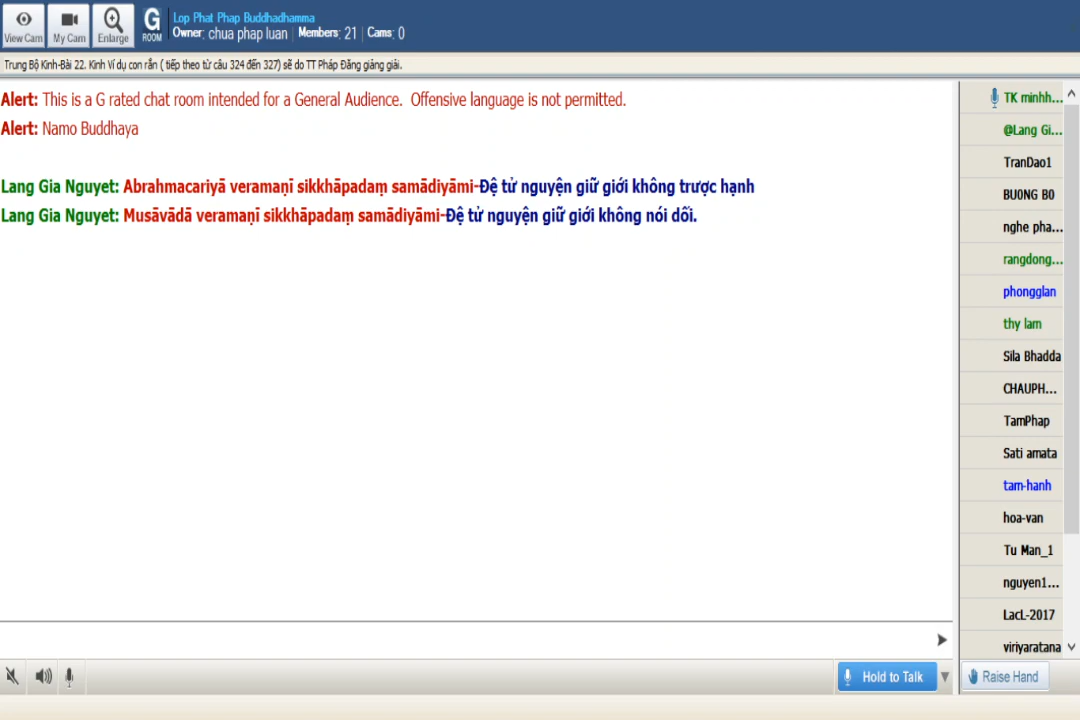 View Cam
My Cam
Enlarge
G
ROOM
Lop Phat Phap Buddhadhamma
Owner: chua phap luan Members: 21 Cams: 0
Trung Bộ Kinh-Bài 22. Kinh Ví dụ con rắn ( tiếp theo từ câu 324 đến 327) sẽ do TT Pháp Đăng giảng giải.
Alert: This is a G rated chat room intended for a General Audience. Offensive language is not permitted.
Alert: Namo Buddhaya
Lang Gia Nguyet: Abrahmacariyā veramaṇī sikkhāpadaṃ samādiyāmi-Đệ tử nguyện giữ giới không trược hạnh
Lang Gia Nguyet: Musāvādā veramaṇī sikkhāpadaṃ samādiyāmi-Đệ tử nguyện giữ giới không nói dối.
TK minhh...
@Lang Gi...
TranDao1
BUONG B0
nghe pha...
rangdong...
phongglan
thy lam
Sila Bhadda
CHAUPH...
TamPhap
Sati amata
tam-hanh
hoa-van
Tu Man_1
nguyen1...
LacL-2017
viriyaratana
Hold to Talk
Raise Hand